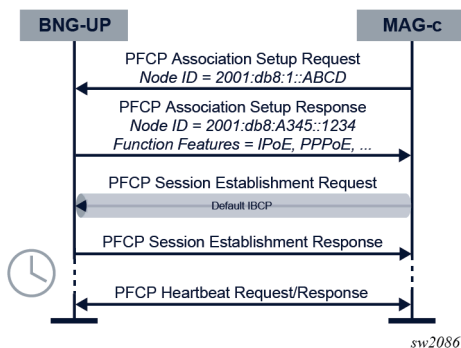 BNG-UP
MAG-c
PFCP Association Setup Request
Node ID = 2001:db8:1::ABCD
PFCP Association Setup Response
Node ID = 2001:db8:A345::1234
Function Features = IPoE, PPPoE, ...
PFCP Session Establishment Request
Default IBCP
PFCP Session Establishment Response
PFCP Heartbeat Request/Response
sw2086